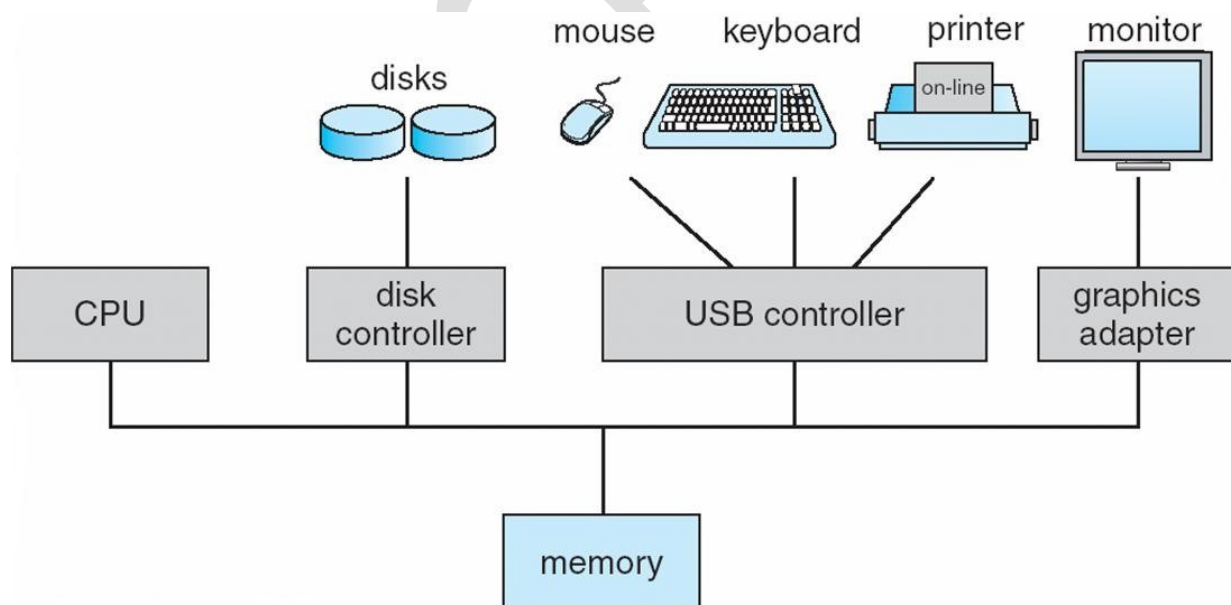 mouse
keyboard
printer
monitor
disks
on-line
CPU
disk
controller
USB controller
graphics
adapter
memory